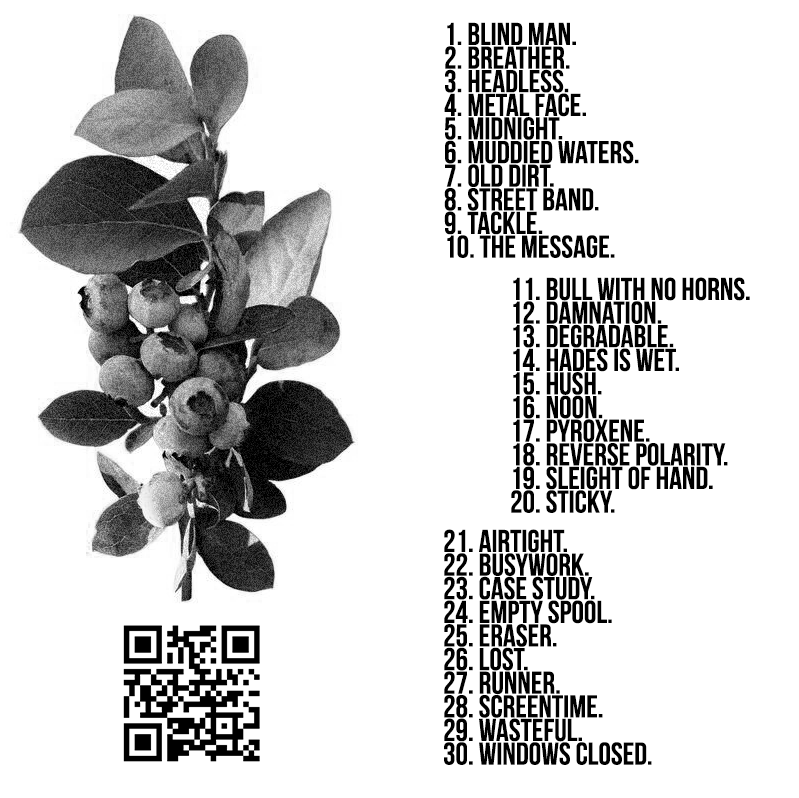 1. BLIND MAN.
2. BREATHER.
3. HEADLESS.
4. METAL FACE.
5. MIDNIGHT.
6. MUDDIED WATERS.
7. OLD DIRT.
8. STREET BAND.
9. TACKLE.
10. THE MESSAGE.
11. BULL WITH NO HORNS.
12. DAMNATION.
13. DEGRADABLE.
14. HADES IS WET.
15. HUSH.
16. NOON.
17. PYROXENE.
18. REVERSE POLARITY.
19. SLEIGHT OF HAND.
20. STICKY.
21. AIRTIGHT.
22. BUSYWORK.
23. CASE STUDY.
24. EMPTY SPOOL.
25. ERASER.
26. LOST.
27. RUNNER.
28. SCREENTIME.
29. WASTEFUL.
30. WINDOWS CLOSED.